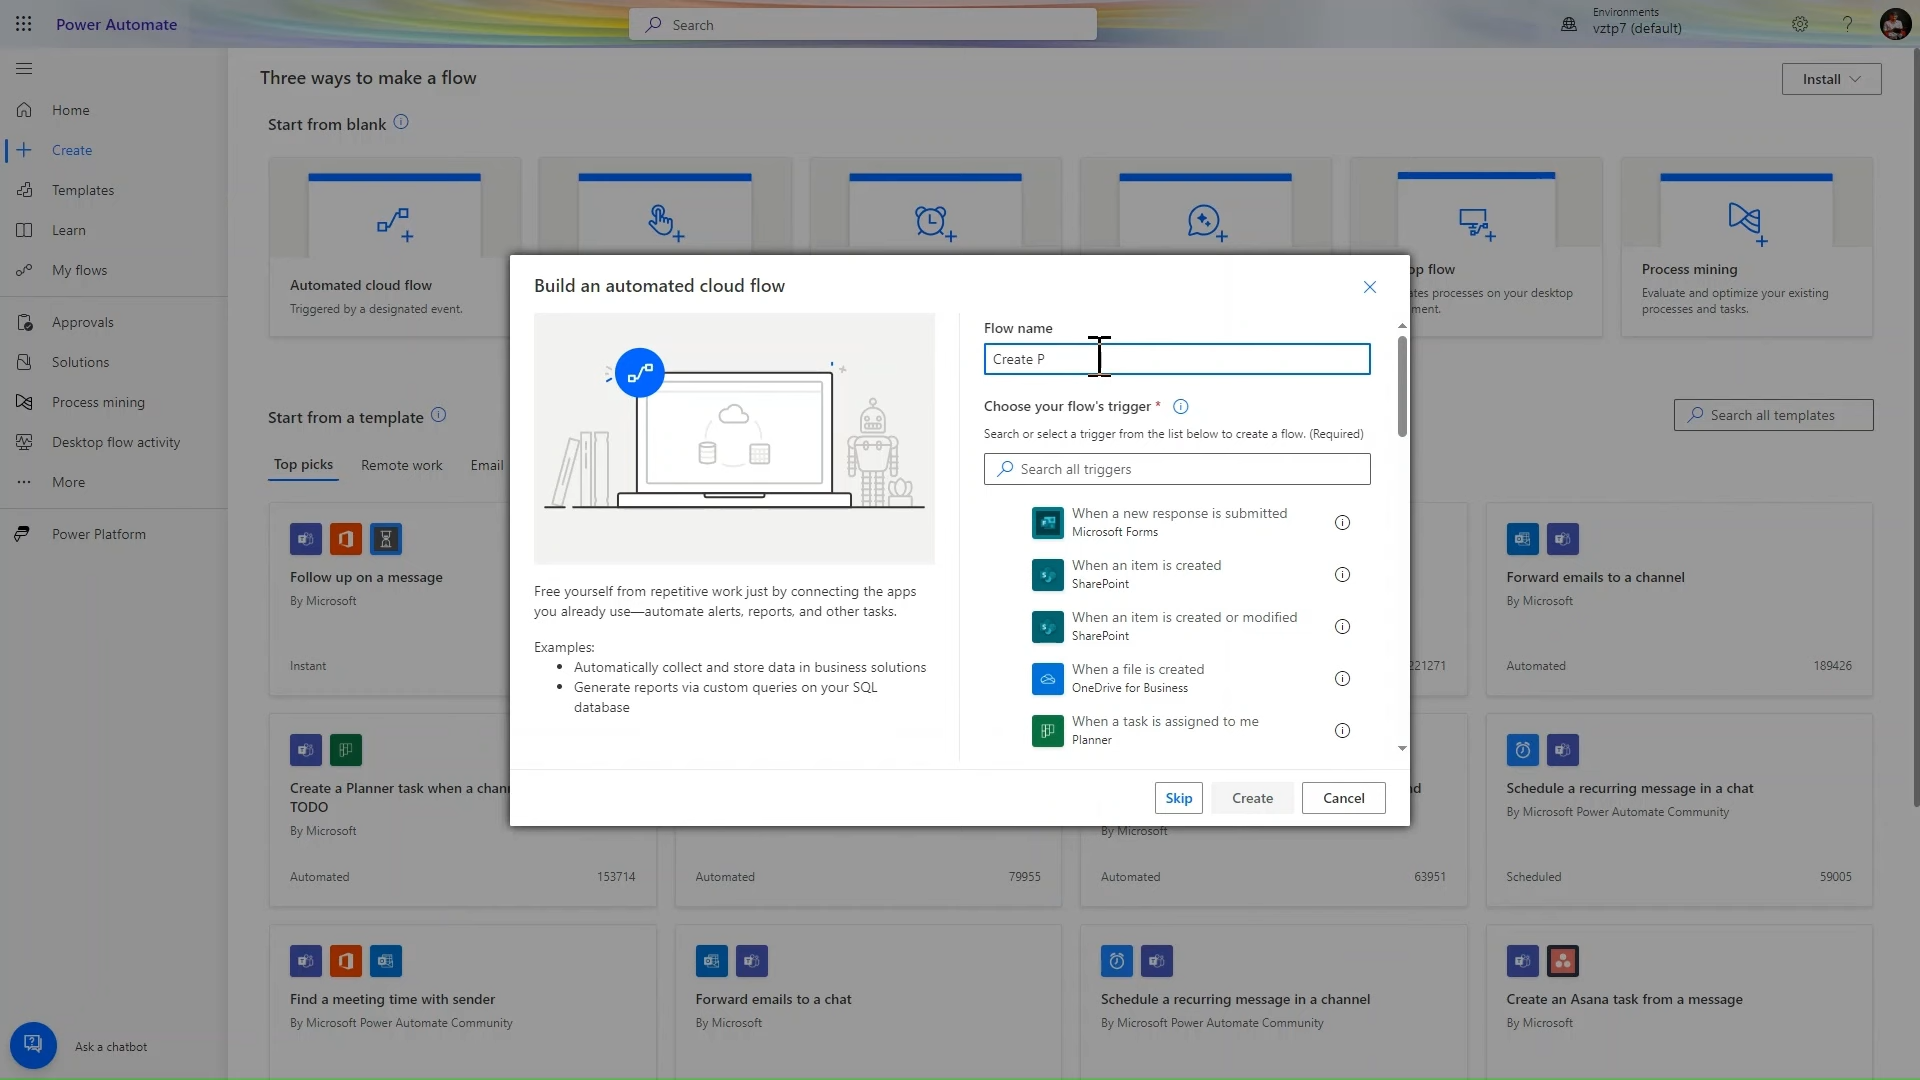 Power Automate
Search
Environments
vztp7 (default)
Home
Create
Templates
Learn
My flows
Approvals
Solutions
Process mining
Desktop flow activity
More
Power Platform
Ask a chatbot
Three ways to make a flow
Install
Start from blank
Automated cloud flow
Triggered by a designated event.
op flow
ates processes on your desktop
ment.
Process mining
Evaluate and optimize your existing
processes and tasks.
Start from a template
Search all templates
Top picks
Remote work
Email
Build an automated cloud flow
Free yourself from repetitive work just by connecting the apps
you already use—automate alerts, reports, and other tasks.
Examples:
Automatically collect and store data in business solutions
Generate reports via custom queries on your SQL
database
Flow name
Create P
Choose your flow's trigger *
Search or select a trigger from the list below to create a flow. (Required)
Search all triggers
When a new response is submitted
Microsoft Forms
When an item is created
SharePoint
When an item is created or modified
SharePoint
When a file is created
OneDrive for Business
When a task is assigned to me
Planner
Skip
Create
Cancel
Follow up on a message
By Microsoft
Instant
221271
Forward emails to a channel
By Microsoft
Automated
189426
Create a Planner task when a chann
TODO
By Microsoft
Automated
153714
Automated
79955
nd
By Microsoft
Automated
63951
Schedule a recurring message in a chat
By Microsoft Power Automate Community
Scheduled
59005
Find a meeting time with sender
By Microsoft Power Automate Community
Forward emails to a chat
By Microsoft
Schedule a recurring message in a channel
By Microsoft Power Automate Community
Create an Asana task from a message
By Microsoft